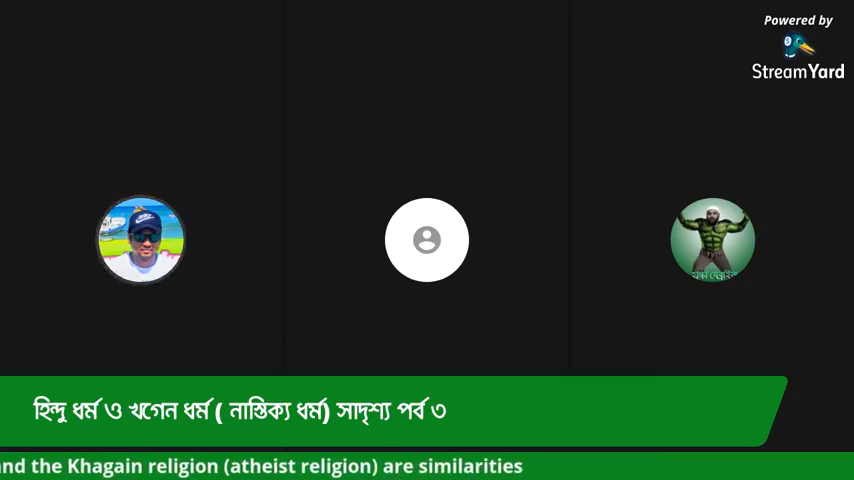 Powered by
StreamYard
হিন্দু ধর্ম ও খগেন ধর্ম ( নাস্তিক্য ধর্ম) সাদৃশ্য পর্ব ৩
and the Khagain religion (atheist religion) are similarities